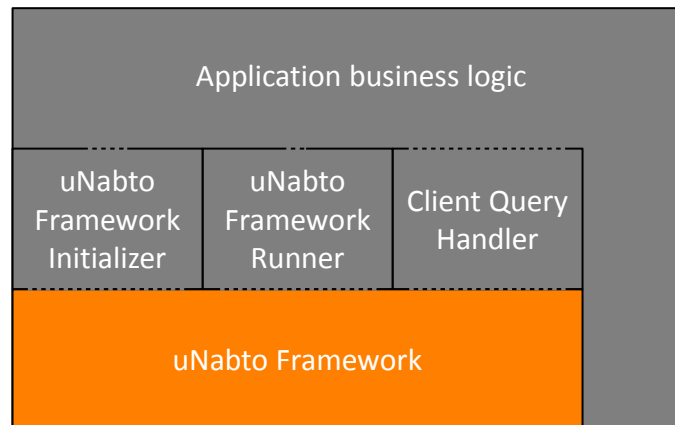 Application business logic
uNabto
Framework
Initializer
uNabto
Framework
Runner
Client Query
Handler
uNabto Framework